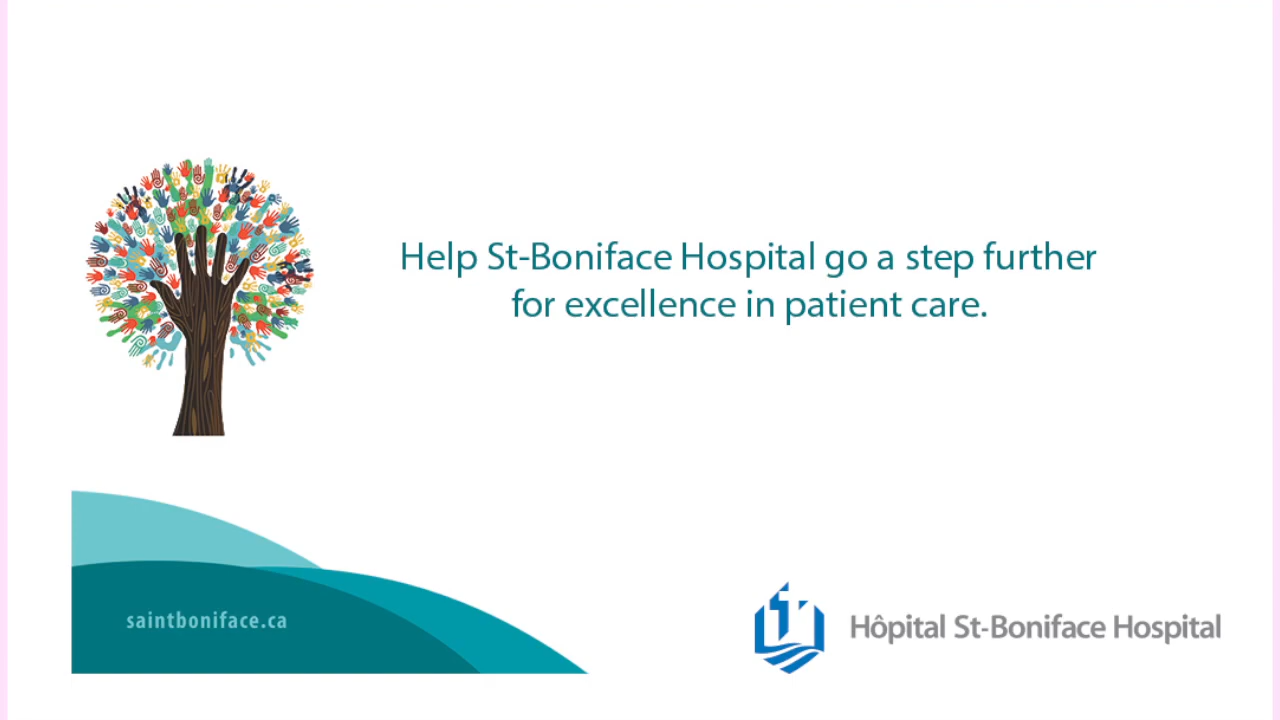 Help St-Boniface Hospital go a step further
for excellence in patient care.
saintboniface.ca
Hôpital St-Boniface Hospital